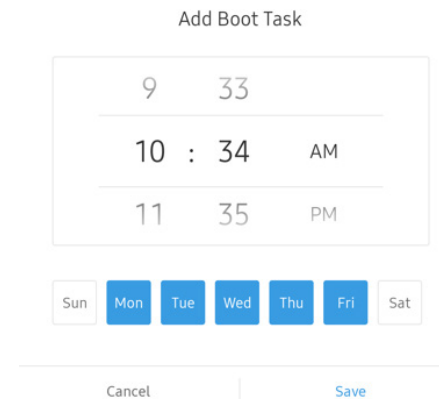 Add Boot Task
9 33
10 : 34 AM
11 35 PM
Sun Mon Tue Wed Thu Fri Sat
Cancel Save